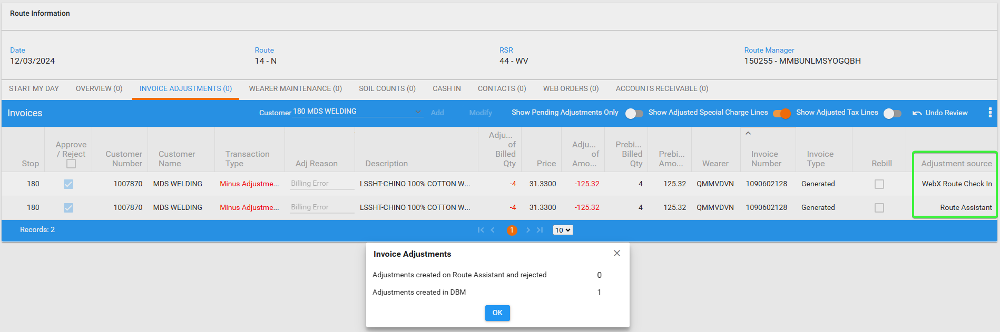 Route Information
Date Route RSR Route Manager
12/03/2024 14 - N 44 - WV 150255 - MMBUNLMSYOGQBH
START MY DAY OVERVIEW (0) INVOICE ADJUSTMENTS (0) WEARER MAINTENANCE (0) SOIL COUNTS (0) CASH IN CONTACTS (0) WEB ORDERS (0) ACCOUNTS RECEIVABLE (0)
Invoices Customer 180 MDS WELDING Add Modify Show Pending Adjustments Only Show Adjusted Special Charge Lines Show Adjusted Tax Lines Undo Review
Stop Approve / Reject Customer Number Customer Name Transaction Type Adj Reason Description Adju... of Billed Qty Price Adju... of Amo... Prebi... Billed Qty Prebi... Amo... Wearer Invoice Number Invoice Type Rebill Adjustment source
180 1007870 MDS WELDING Minus Adjustme... Billing Error LSSHT-CHINO 100% COTTON W... -4 31.3300 -125.32 4 125.32 QMMVDVN 1090602128 Generated WebX Route Check In
180 1007870 MDS WELDING Minus Adjustme... Billing Error LSSHT-CHINO 100% COTTON W... -4 31.3300 -125.32 4 125.32 QMMVDVN 1090602128 Generated Route Assistant
Records: 2 1 10
Invoice Adjustments
Adjustments created on Route Assistant and rejected 0
Adjustments created in DBM 1
OK